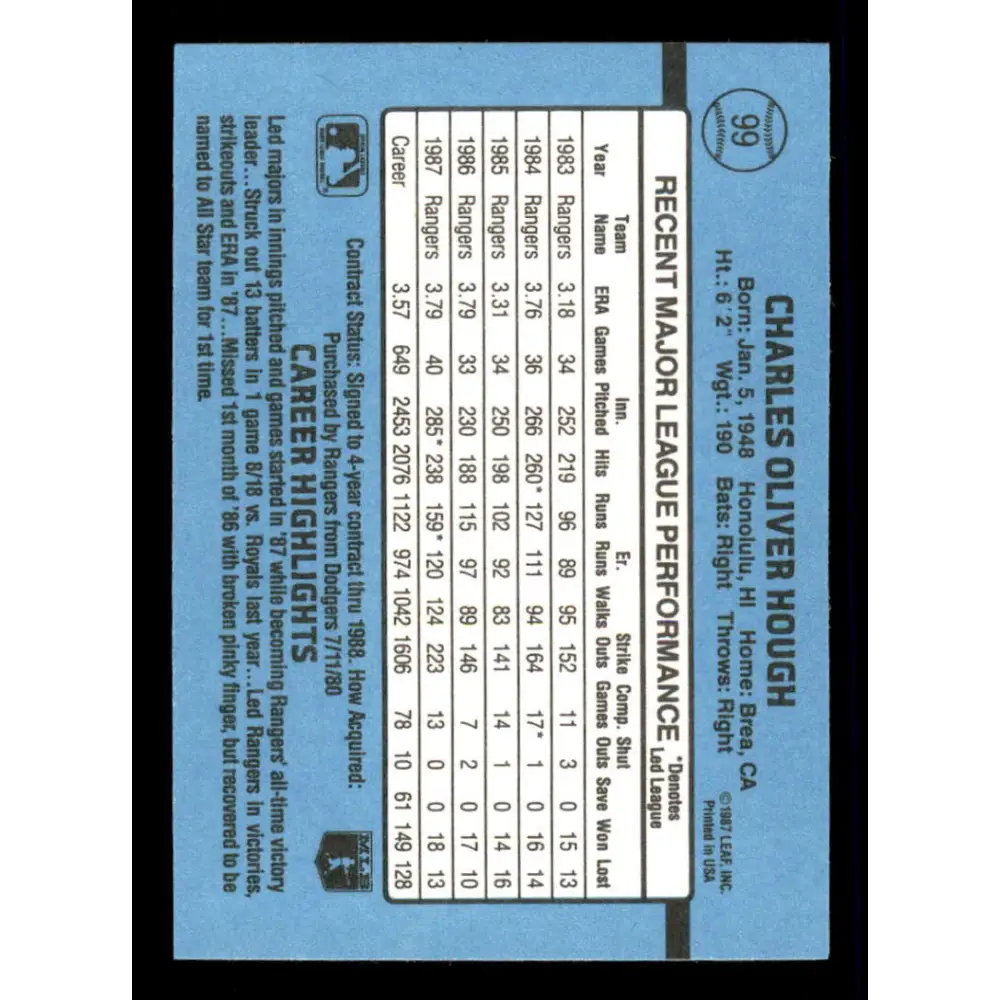 99
CHARLES OLIVER HOUGH
Born: Jan. 5, 1948 Honolulu, HI Home: Brea, CA
Ht.: 6'2" Wgt.: 190 Bats: Right Throws: Right
©1987 LEAF, INC.
Printed in USA
RECENT MAJOR LEAGUE PERFORMANCE
*Denotes
Led League
Team Inn. Er. Strike Comp. Shut
Year Name ERA Games Pitched Hits Runs Runs Walks Outs Games Outs Save Won Lost
1983 Rangers 3.18 34 252 219 96 89 95 152 11 3 0 15 13
1984 Rangers 3.76 36 266 260* 127 111 94 164 17* 1 0 16 14
1985 Rangers 3.31 34 250 198 102 92 83 141 14 1 0 14 16
1986 Rangers 3.79 33 230 188 115 97 89 146 7 2 0 17 10
1987 Rangers 3.79 40 285* 238 159* 120 124 223 13 0 0 18 13
Career 3.57 649 2453 2076 1122 974 1042 1606 78 10 61 149 128
Contract Status: Signed to 4-year contract thru 1988. How Acquired:
Purchased by Rangers from Dodgers 7/11/80
MLB
CAREER HIGHLIGHTS
Led majors in innings pitched and games started in '87 while becoming Rangers' all-time victory
leader...Struck out 13 batters in 1 game 8/18 vs. Royals last year...Led Rangers in victories,
strikeouts and ERA in '87...Missed 1st month of '86 with broken pinky finger, but recovered to be
named to All Star team for 1st time.